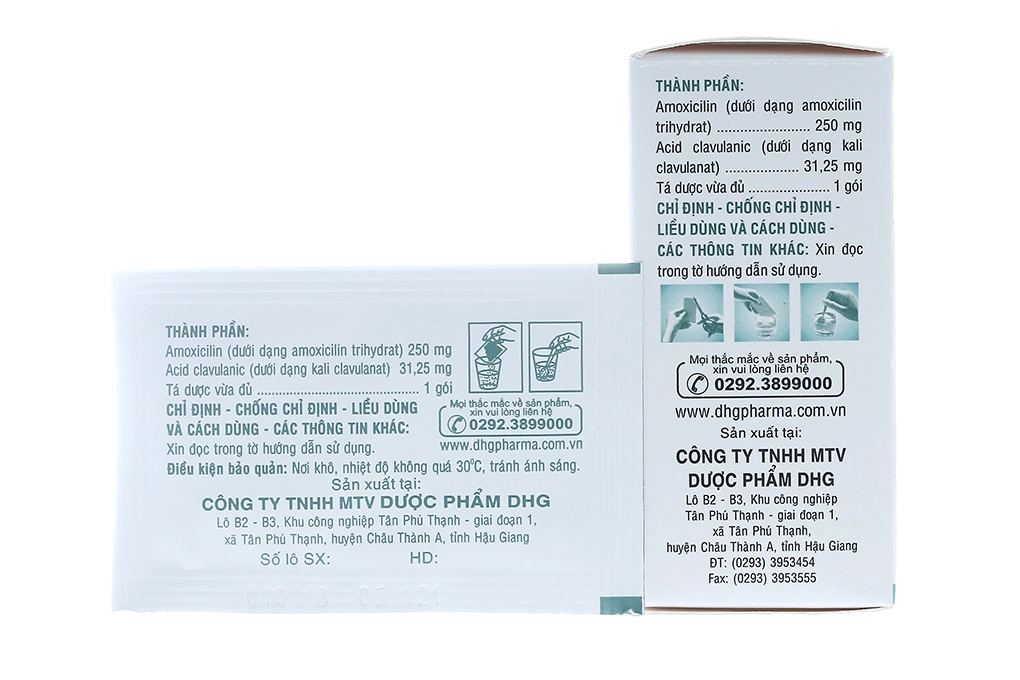 THÀNH PHẦN:
Amoxicilin (dưới dạng amoxicilin
trihydrat) ........................ 250 mg
Acid clavulanic (dưới dạng kali
clavulanat) ................... 31,25 mg
Tá dược vừa đủ ..................... 1 gói
CHỈ ĐỊNH - CHỐNG CHỈ ĐỊNH -
LIỀU DÙNG VÀ CÁCH DÙNG -
CÁC THÔNG TIN KHÁC: Xin đọc
trong tờ hướng dẫn sử dụng.
Mọi thắc mắc về sản phẩm,
xin vui lòng liên hệ
0292.3899000
www.dhgpharma.com.vn
Sản xuất tại:
CÔNG TY TNHH MTV
DƯỢC PHẨM DHG
Lô B2 - B3, Khu công nghiệp
Tân Phú Thạnh - giai đoạn 1,
xã Tân Phú Thạnh,
huyện Châu Thành A, tỉnh Hậu Giang
ĐT: (0293) 3953454
Fax: (0293) 3953555
THÀNH PHẦN:
Amoxicilin (dưới dạng amoxicilin trihydrat) 250 mg
Acid clavulanic (dưới dạng kali clavulanat) 31,25 mg
Tá dược vừa đủ .......................................... 1 gói
CHỈ ĐỊNH - CHỐNG CHỈ ĐỊNH - LIỀU DÙNG
VÀ CÁCH DÙNG - CÁC THÔNG TIN KHÁC:
Xin đọc trong tờ hướng dẫn sử dụng.
Mọi thắc mắc về sản phẩm,
xin vui lòng liên hệ
0292.3899000
www.dhgpharma.com.vn
Điều kiện bảo quản: Nơi khô, nhiệt độ không quá 30°C, tránh ánh sáng.
Sản xuất tại:
CÔNG TY TNHH MTV DƯỢC PHẨM DHG
Lô B2 - B3, Khu công nghiệp Tân Phú Thạnh - giai đoạn 1,
xã Tân Phú Thạnh, huyện Châu Thành A, tỉnh Hậu Giang
Số lô SX: HD: